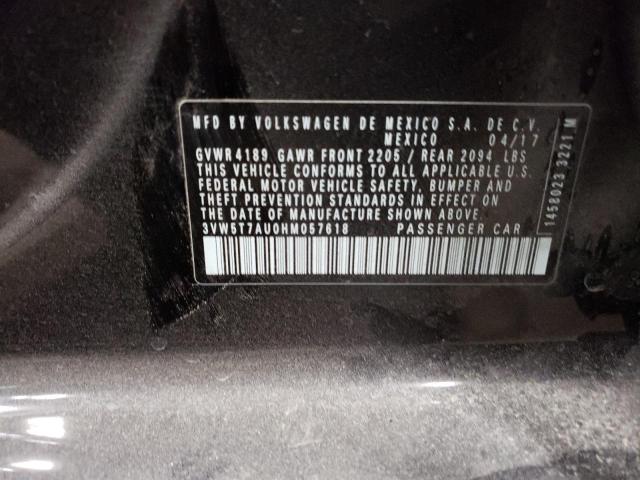 MFD BY VOLKSWAGEN DE MEXICO S.A. DE C.V.
MEXICO 04/17
GVWR 4189 GAWR FRONT 2205 / REAR 2094 LBS
THIS VEHICLE CONFORMS TO ALL APPLICABLE U.S.
FEDERAL MOTOR VEHICLE SAFETY, BUMPER AND
THEFT PREVENTION STANDARDS IN EFFECT ON
THE DATE OF MANUFACTURE SHOWN ABOVE.
3VW5T7AU0HM057618 PASSENGER CAR
1458023 3221 M